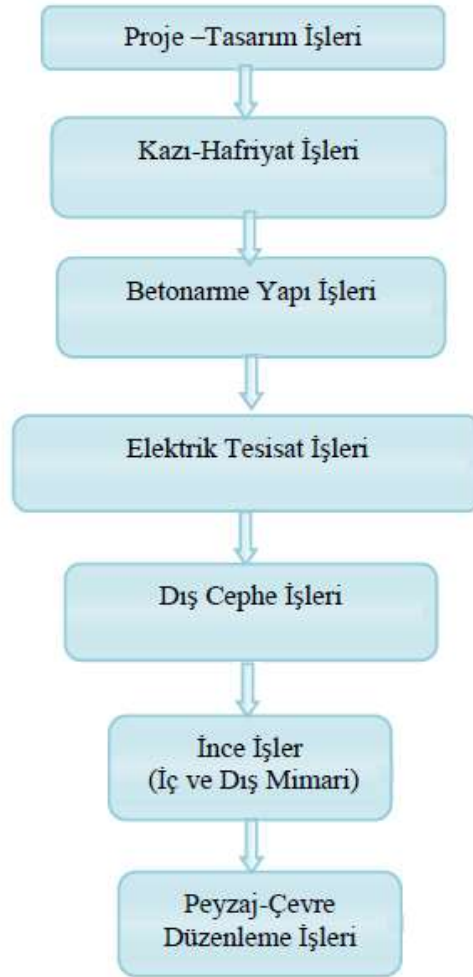 Proje –Tasarım İşleri
Kazı-Hafriyat İşleri
Betonarme Yapı İşleri
Elektrik Tesisat İşleri
Dış Cephe İşleri
İnce İşler
(İç ve Dış Mimari)
Peyzaj-Çevre
Düzenleme İşleri